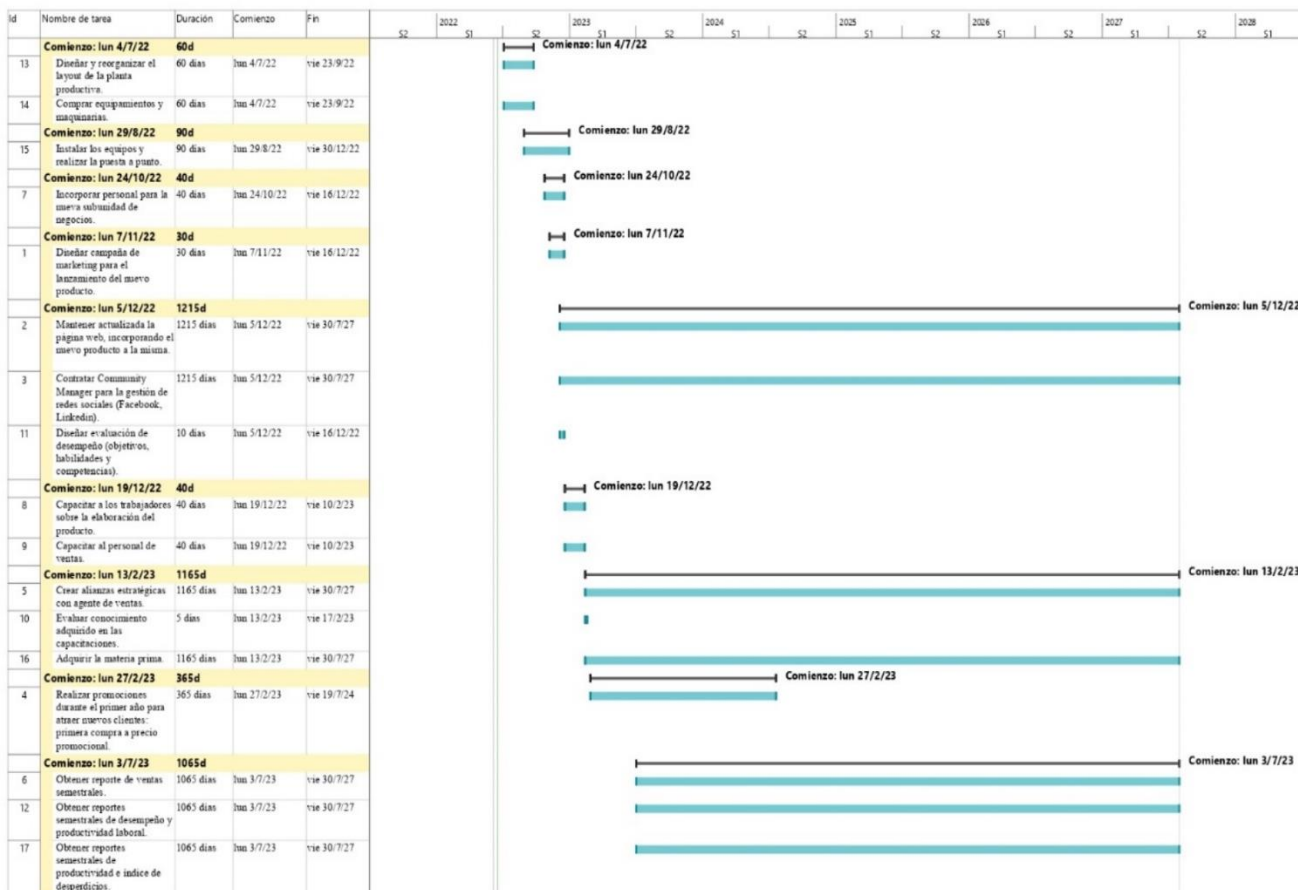 Id Nombre de tarea Duración Comienzo Fin 2022 2023 2024 2025 2026 2027 2028
S2 S1 S2 S1 S2 S1 S2 S1 S2 S1 S2 S1 S2 S1
Comienzo: lun 4/7/22 60d Comienzo: lun 4/7/22
13 Diseñar y reorganizar el 60 días lun 4/7/22 vie 23/9/22
layout de la planta
productiva.
14 Comprar equipamientos y 60 días lun 4/7/22 vie 23/9/22
maquinarias.
Comienzo: lun 29/8/22 90d Comienzo: lun 29/8/22
15 Instalar los equipos y 90 días lun 29/8/22 vie 30/12/22
realizar la puesta a punto.
Comienzo: lun 24/10/22 40d Comienzo: lun 24/10/22
7 Incorporar personal para la 40 días lun 24/10/22 vie 16/12/22
nueva subunidad de
negocios.
Comienzo: lun 7/11/22 30d Comienzo: lun 7/11/22
1 Diseñar campaña de 30 días lun 7/11/22 vie 16/12/22
marketing para el
lanzamiento del nuevo
producto.
Comienzo: lun 5/12/22 1215d Comienzo: lun 5/12/22
2 Mantener actualizada la 1215 días lun 5/12/22 vie 30/7/27
página web, incorporando el
nuevo producto a la misma.
3 Contratar Community 1215 días lun 5/12/22 vie 30/7/27
Manager para la gestión de
redes sociales (Facebook,
Linkedin).
11 Diseñar evaluación de 10 días lun 5/12/22 vie 16/12/22
desempeño (objetivos,
habilidades y
competencias).
Comienzo: lun 19/12/22 40d Comienzo: lun 19/12/22
8 Capacitar a los trabajadores 40 días lun 19/12/22 vie 10/2/23
sobre la elaboración del
producto.
9 Capacitar al personal de 40 días lun 19/12/22 vie 10/2/23
ventas.
Comienzo: lun 13/2/23 1165d Comienzo: lun 13/2/23
5 Crear alianzas estratégicas 1165 días lun 13/2/23 vie 30/7/27
con agente de ventas.
10 Evaluar conocimiento 5 días lun 13/2/23 vie 17/2/23
adquirido en las
capacitaciones.
16 Adquirir la materia prima. 1165 días lun 13/2/23 vie 30/7/27
Comienzo: lun 27/2/23 365d Comienzo: lun 27/2/23
4 Realizar promociones 365 días lun 27/2/23 vie 19/7/24
durante el primer año para
atraer nuevos clientes:
primera compra a precio
promocional.
Comienzo: lun 3/7/23 1065d Comienzo: lun 3/7/23
6 Obtener reporte de ventas 1065 días lun 3/7/23 vie 30/7/27
semestrales.
12 Obtener reportes 1065 días lun 3/7/23 vie 30/7/27
semestrales de desempeño y
productividad laboral.
17 Obtener reportes 1065 días lun 3/7/23 vie 30/7/27
semestrales de
productividad e índice de
desperdicios.